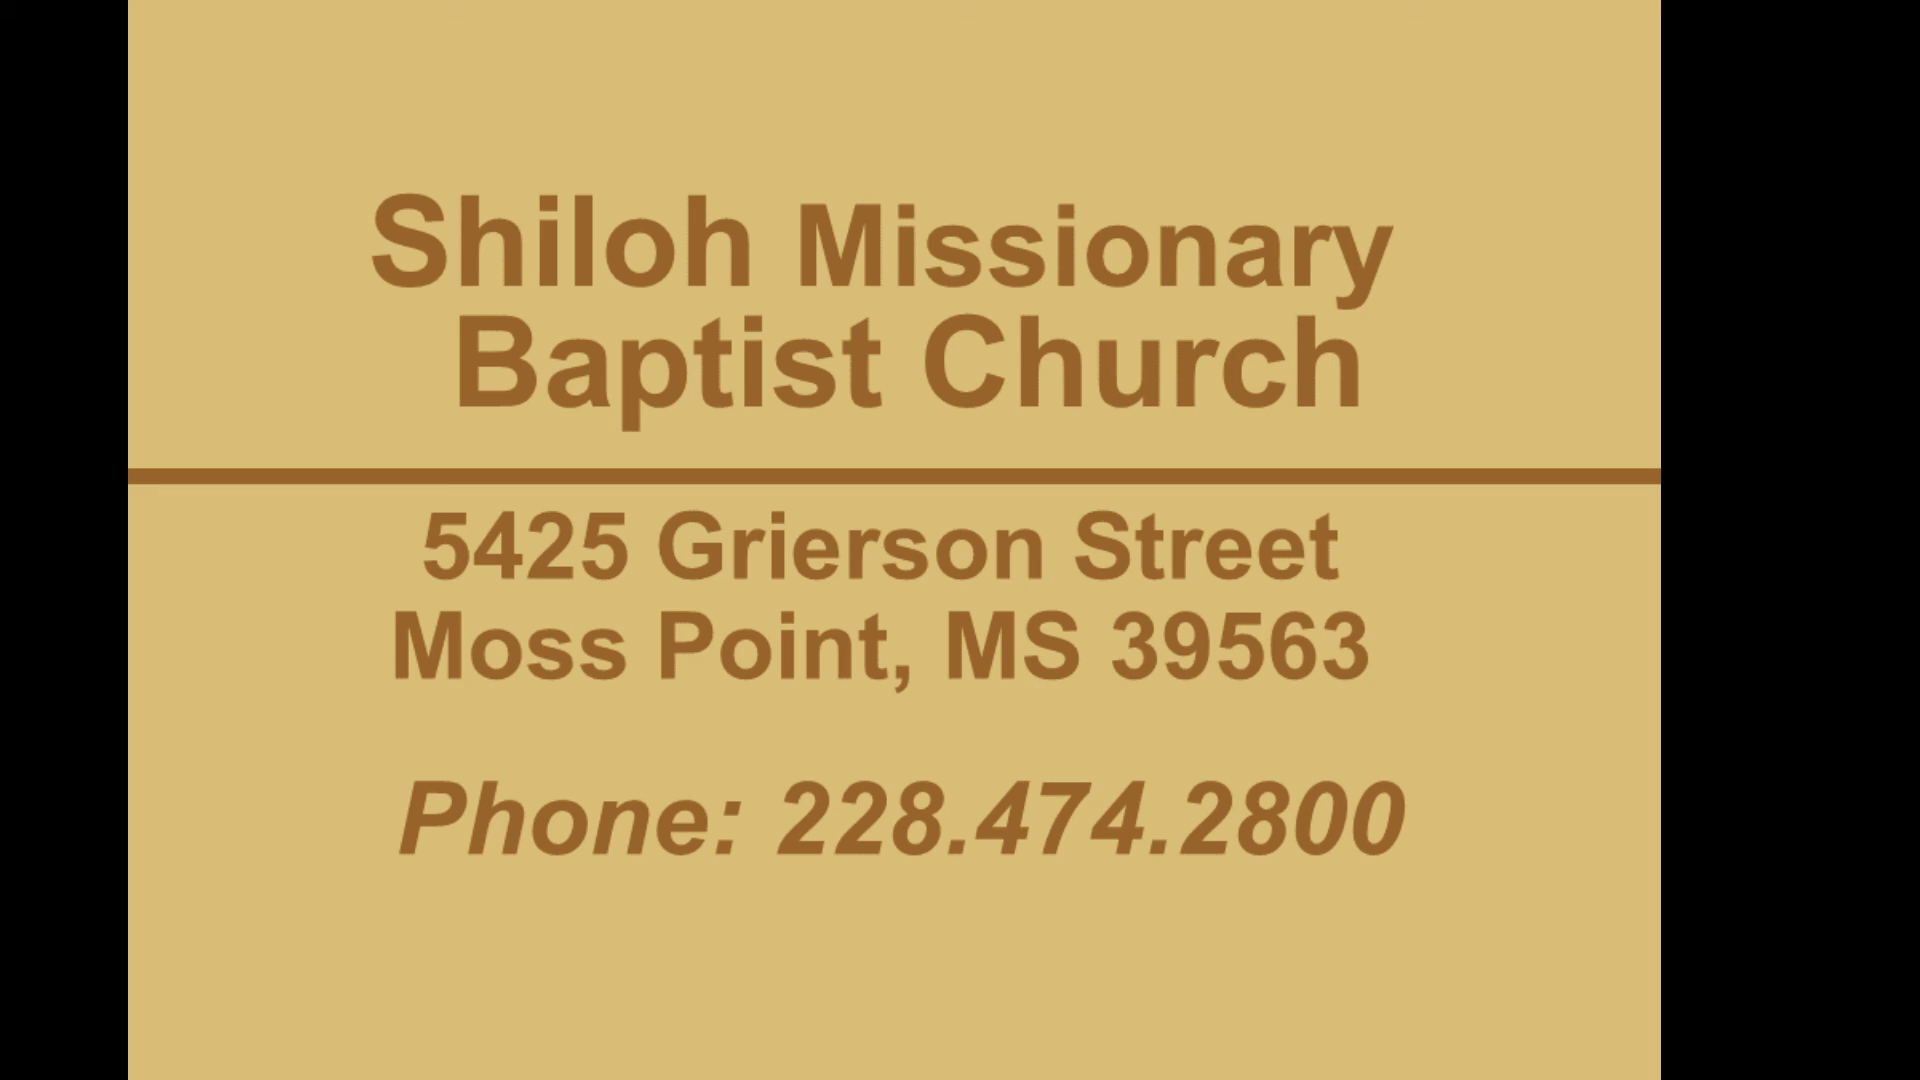 Shiloh Missionary
Baptist Church
5425 Grierson Street
Moss Point, MS 39563
Phone: 228.474.2800